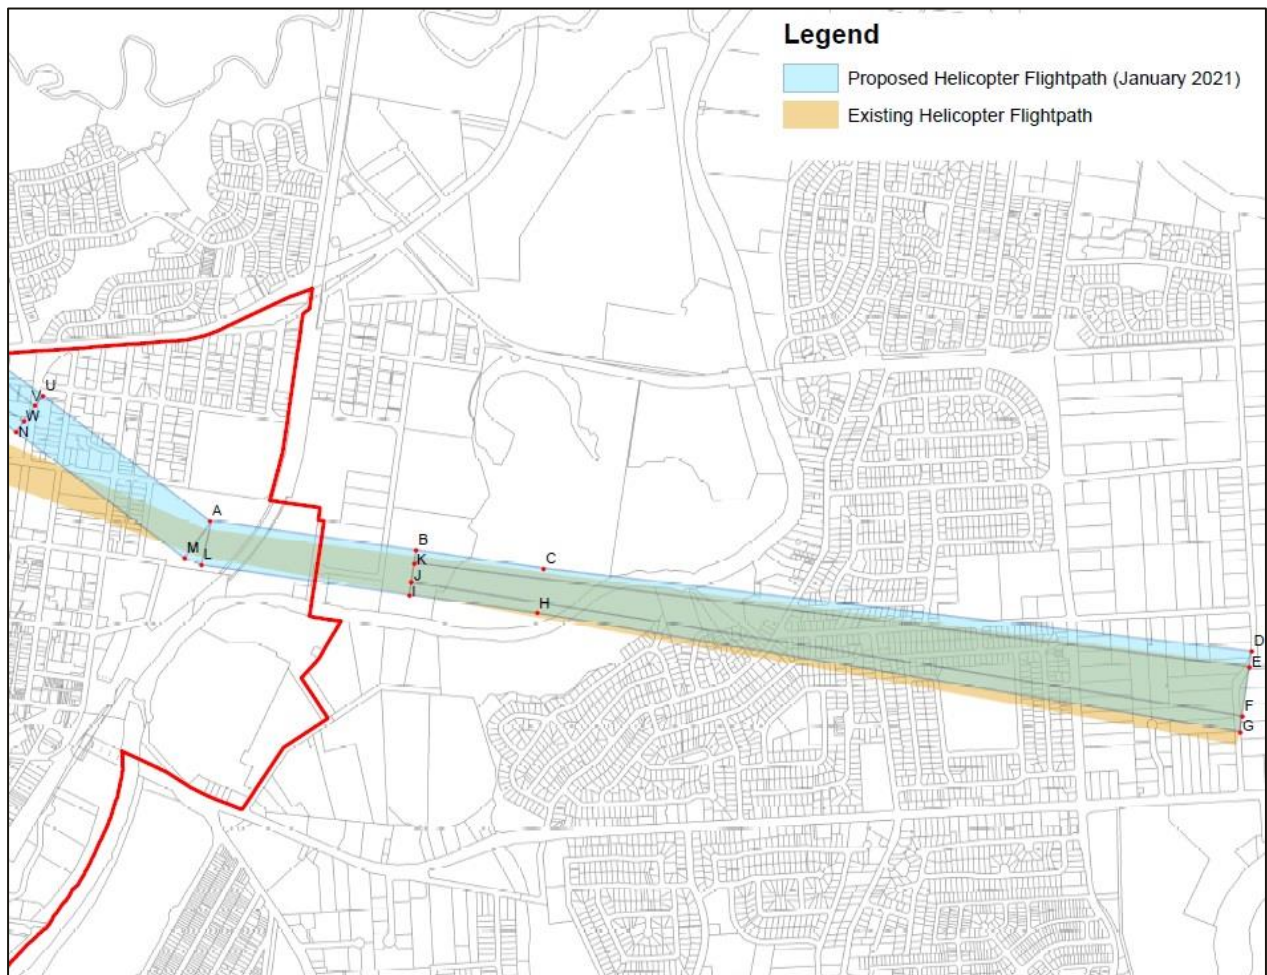 Legend
Proposed Helicopter Flightpath (January 2021)
Existing Helicopter Flightpath
U
V
W
N
A
M
L
B
K
J
I
C
H
D
E
F
G